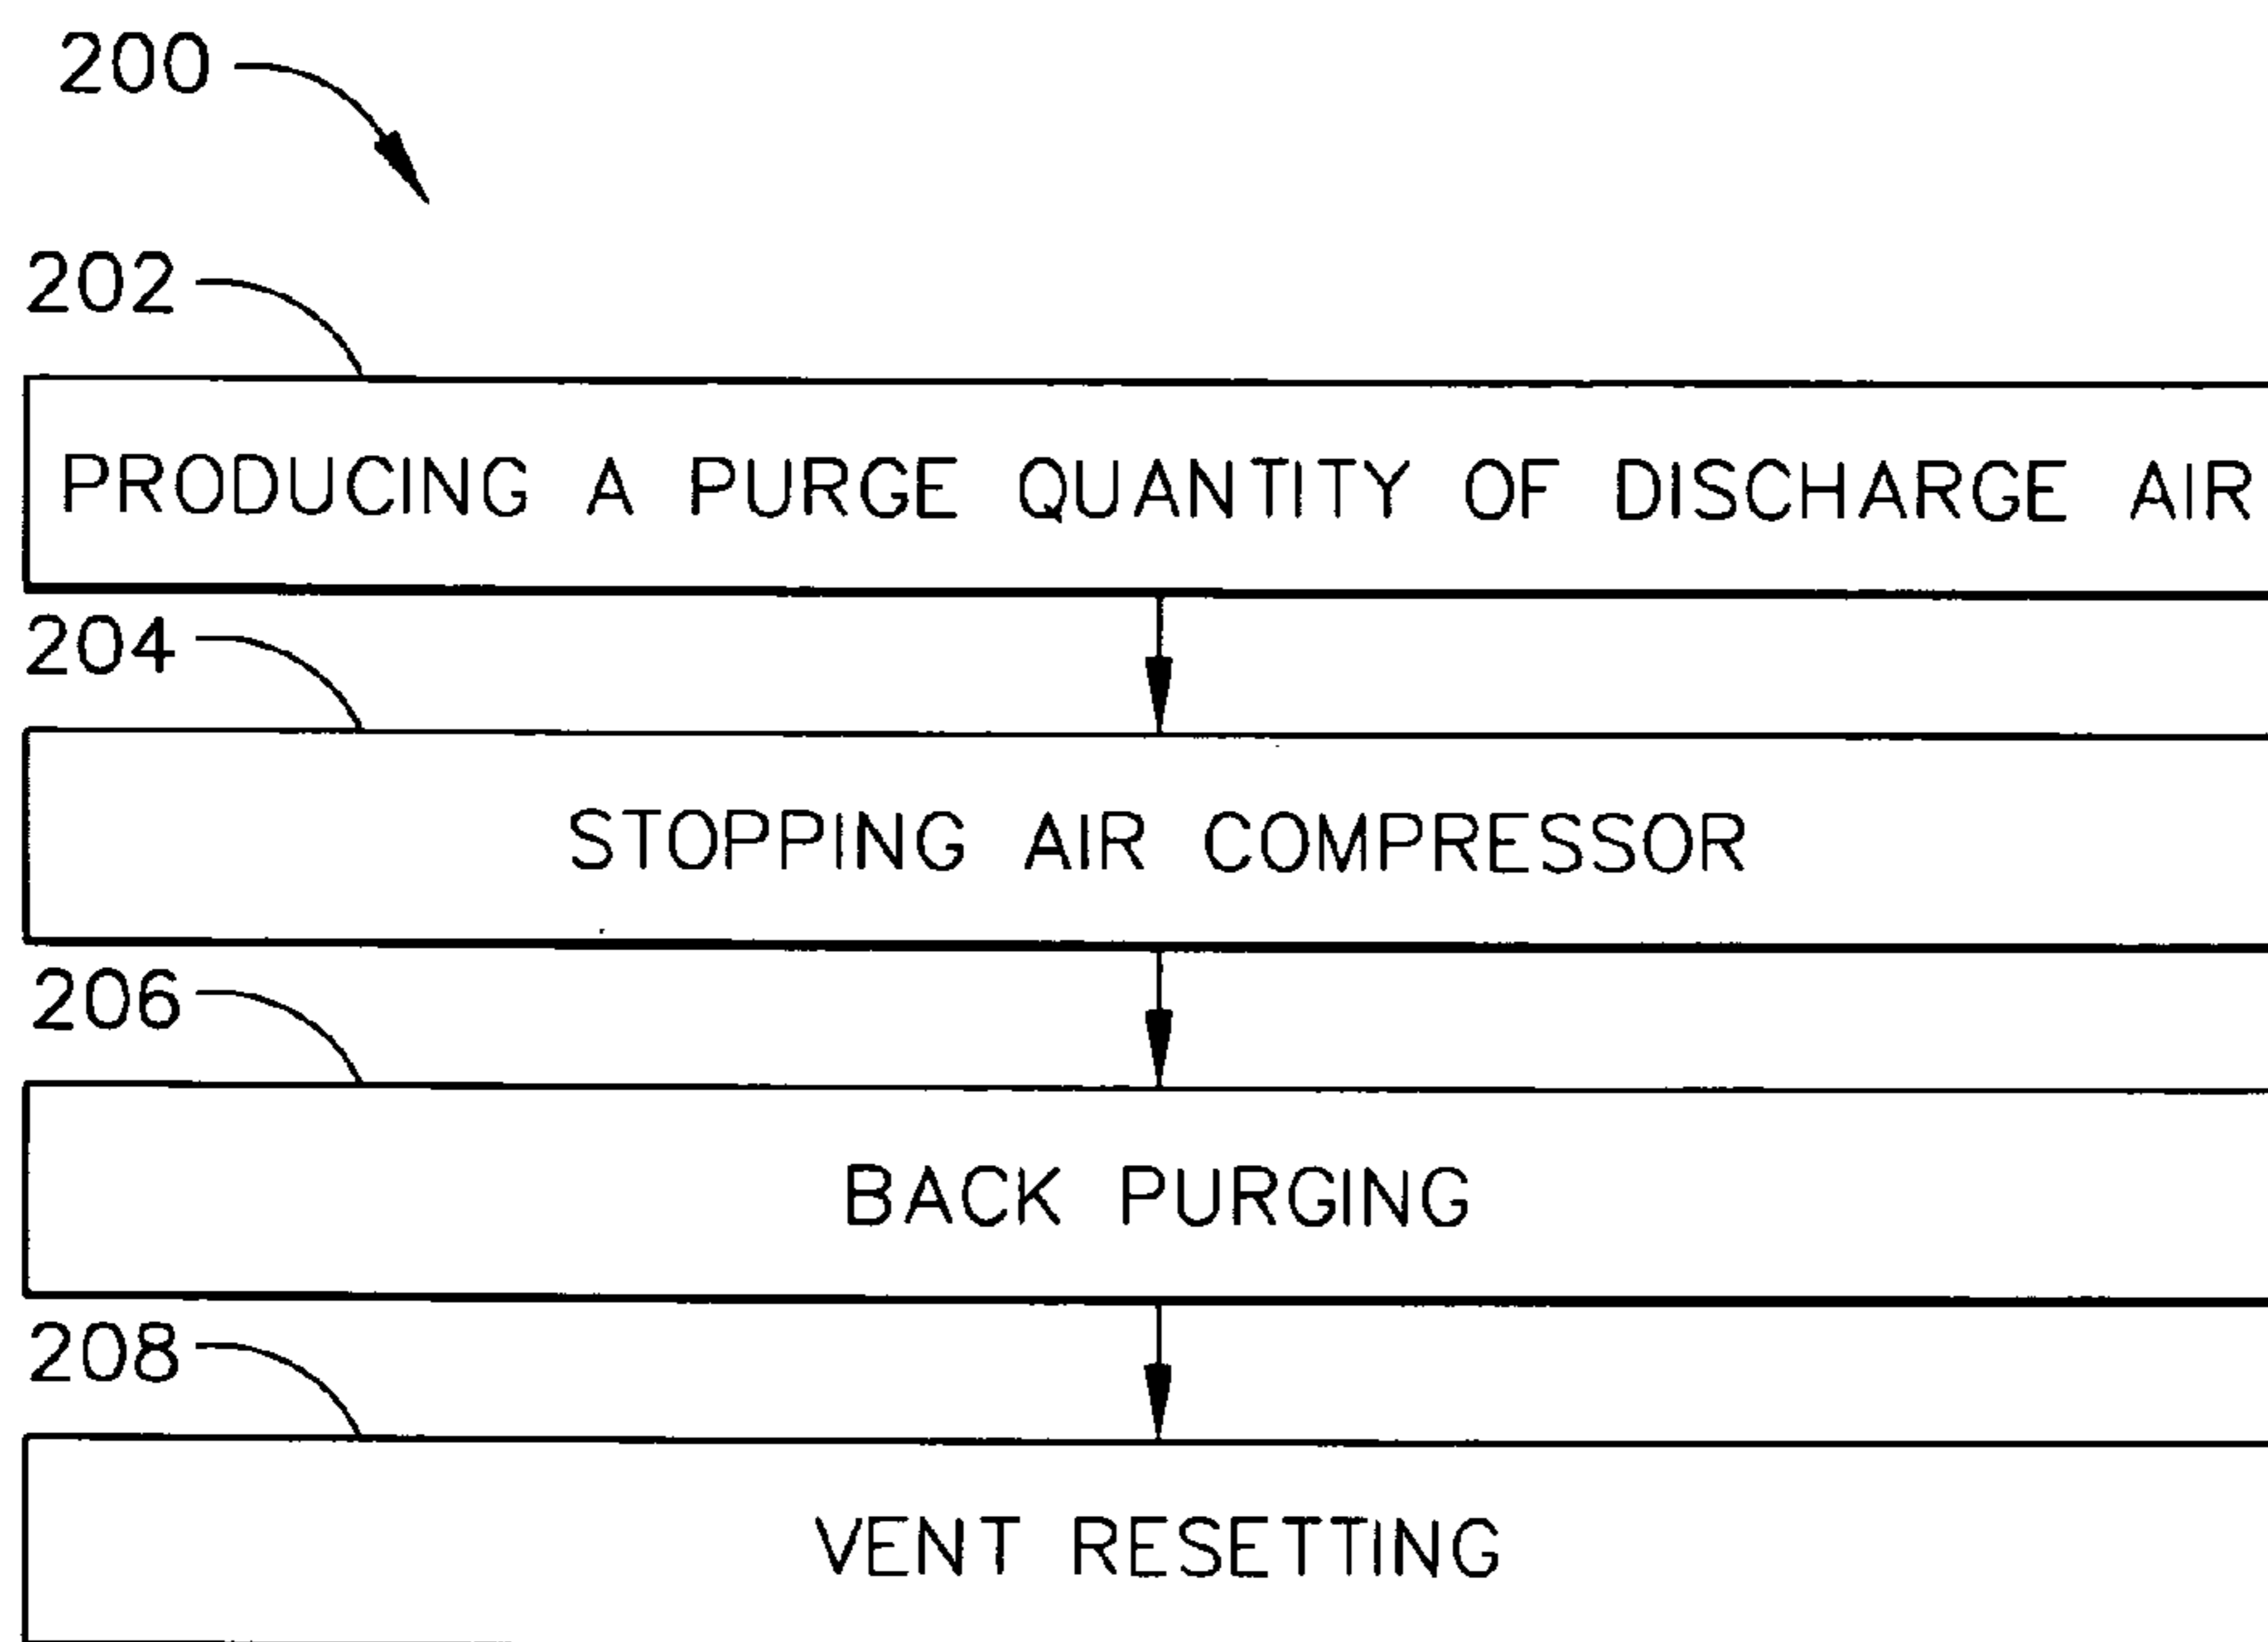 200
202
PRODUCING A PURGE QUANTITY OF DISCHARGE AIR
204
STOPPING AIR COMPRESSOR
206
BACK PURGING
208
VENT RESETTING